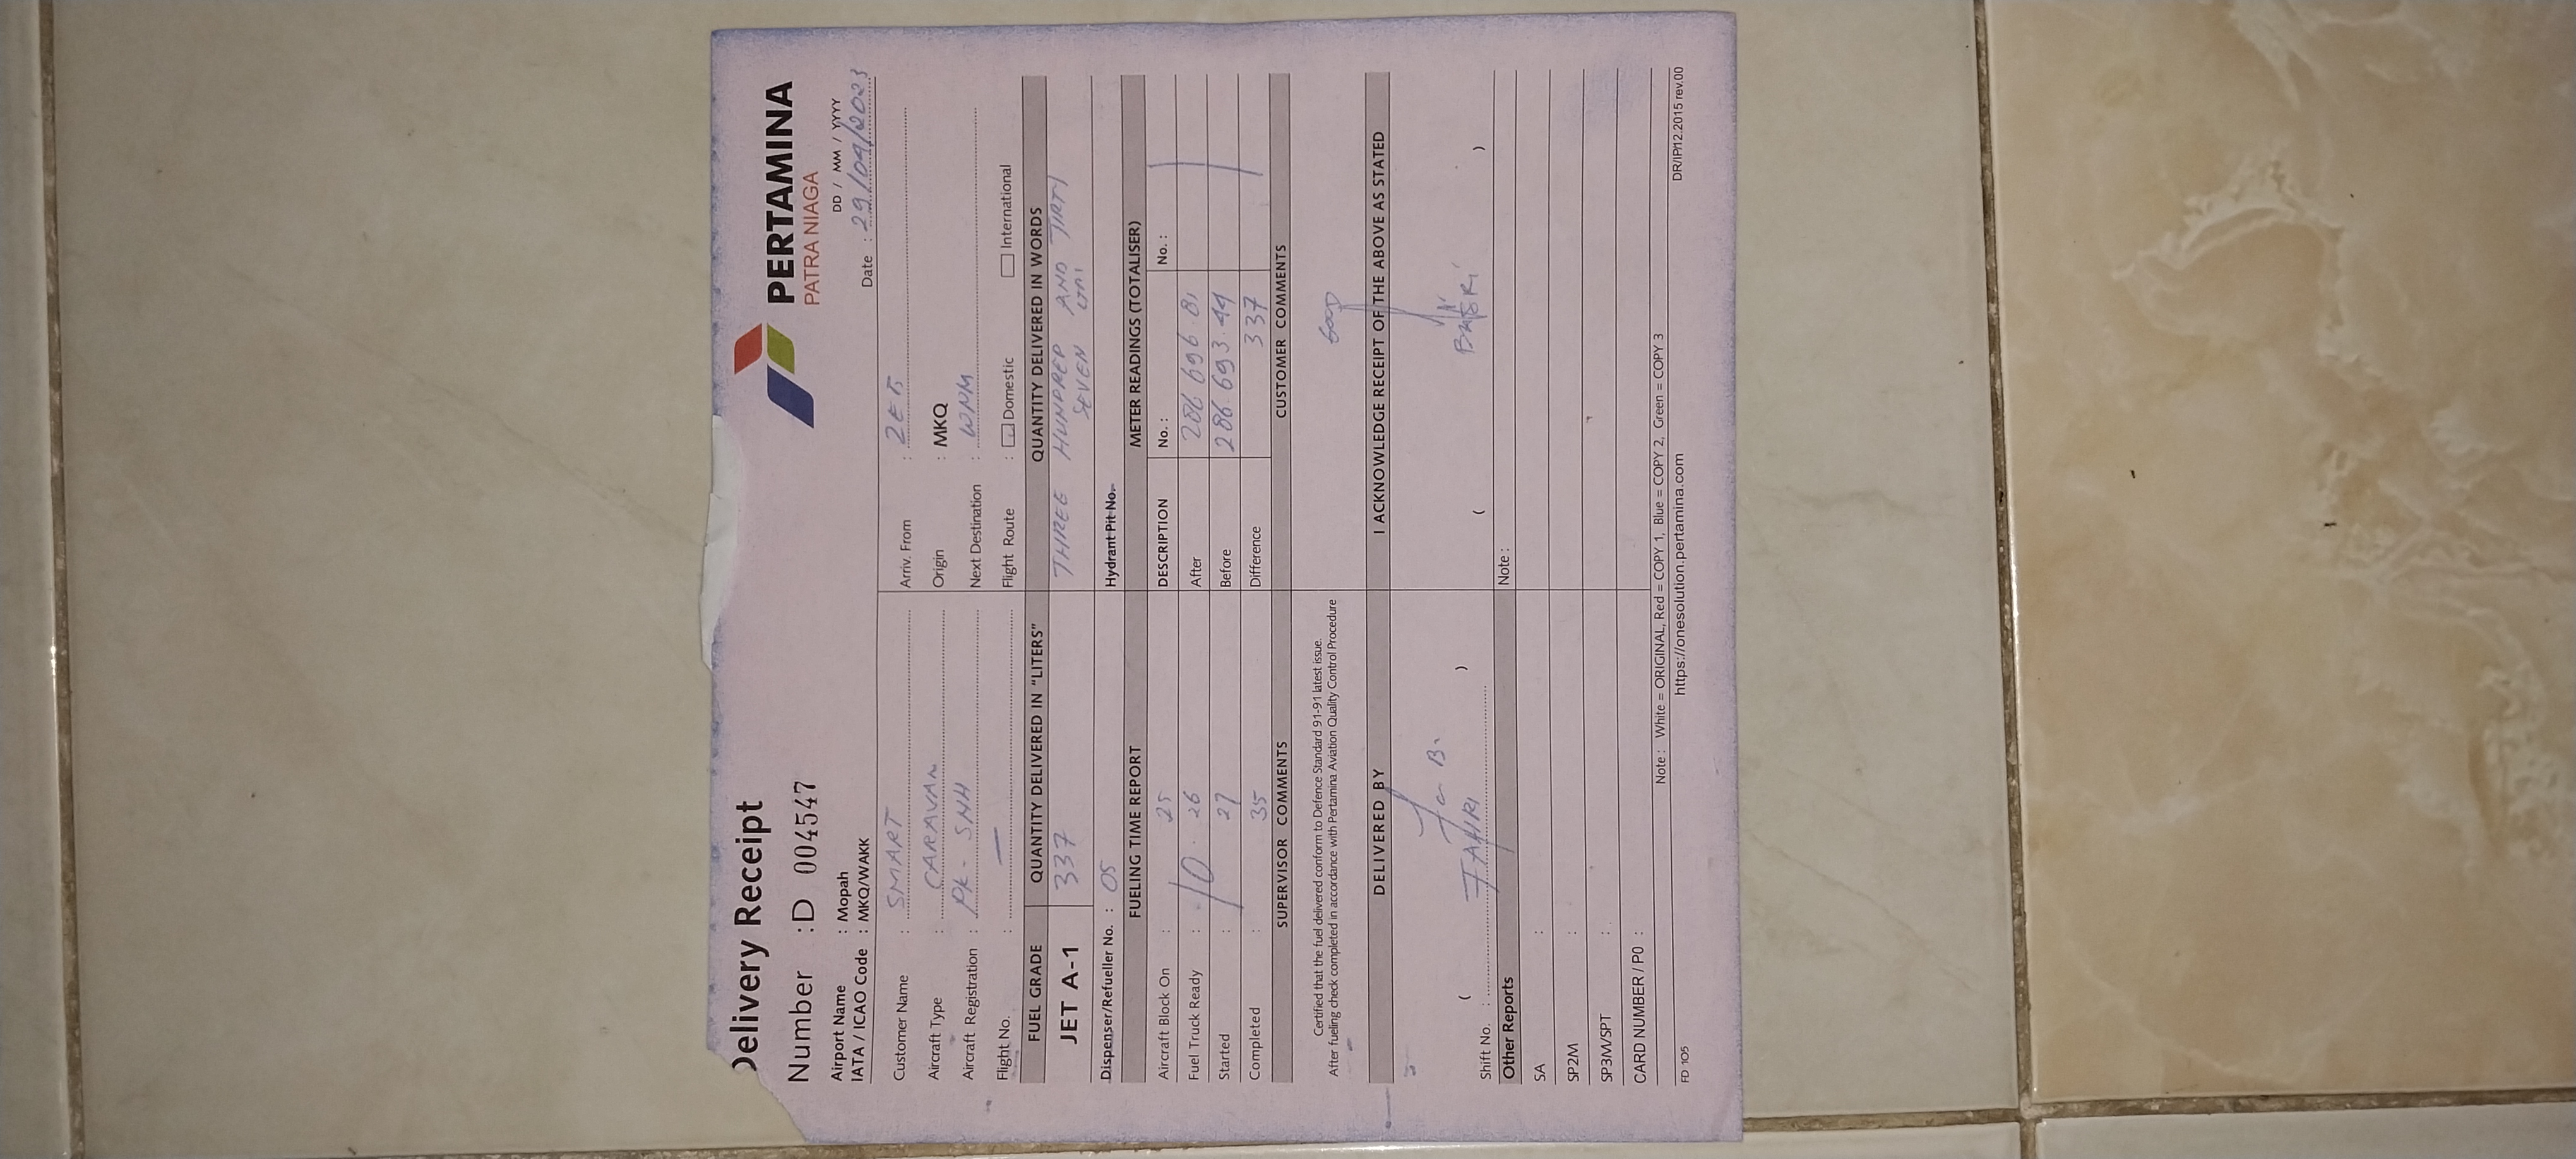 Delivery Receipt
PERTAMINA
PATRA NIAGA
Number : D 004547
Airport Name : Mopah
DD / MM / YYYY
IATA / ICAO Code : MKQ/WAKK
Date : 29/09/2023
Customer Name : SMART
Arriv. From :
Aircraft Type : CARAVAN
Origin : MKQ
Aircraft Registration : PK - SNH
Next Destination :
Flight No. : —
Flight Route : Domestic International
FUEL GRADE QUANTITY DELIVERED IN "LITERS" QUANTITY DELIVERED IN WORDS
JET A-1 337 THREE HUNDRED AND TIRTI
SEVEN
Dispenser/Refueller No. : 05 Hydrant Pit No.
FUELING TIME REPORT METER READINGS (TOTALISER)
Aircraft Block On : 25 DESCRIPTION No. : No. :
Fuel Truck Ready : 10. 26 After 286 696.81
Started : 27 Before 286.693.44
Completed : 35 Difference 337
SUPERVISOR COMMENTS CUSTOMER COMMENTS
Certified that the fuel delivered conform to Defence Standard 91-91 latest issue.
After fueling check completed in accordance with Pertamina Aviation Quality Control Procedure
GOOD
DELIVERED BY I ACKNOWLEDGE RECEIPT OF THE ABOVE AS STATED
( FAHRI ) ( )
Shift No. :
Other Reports Note :
SA :
SP2M :
SP3M/SPT :
CARD NUMBER / PO :
Note : White = ORIGINAL, Red = COPY 1, Blue = COPY 2, Green = COPY 3
FD 105 https://onesolution.pertamina.com DR/IP/12.2015 rev.00